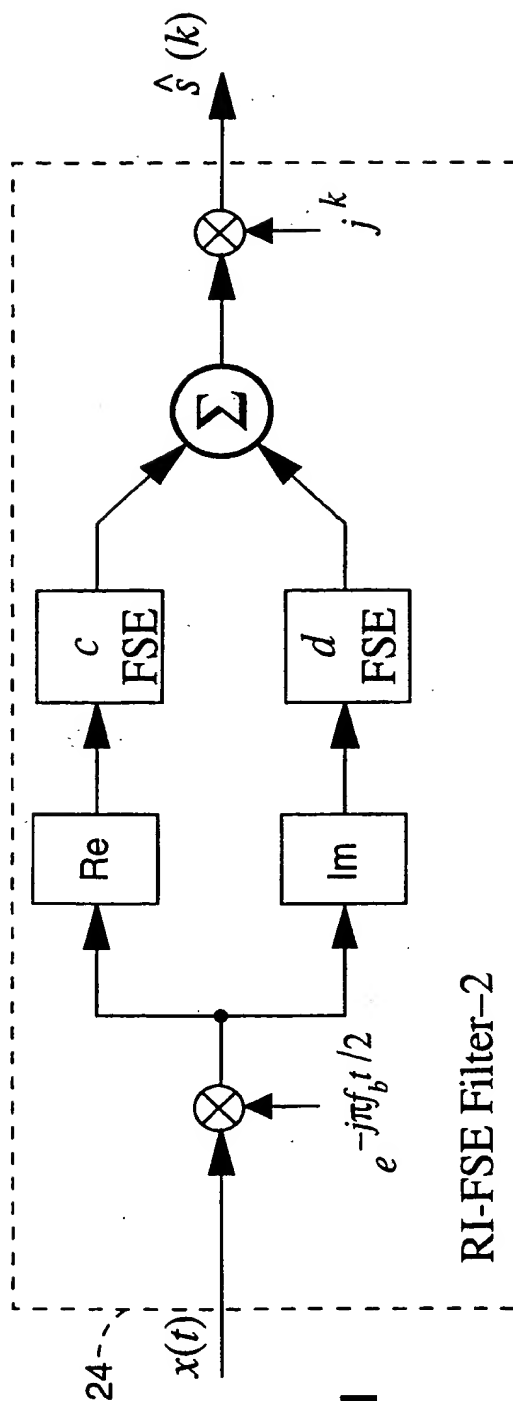 24
x(t)
e^{-jπf_b t/2}
Re
Im
c
FSE
d
FSE
Σ
j^k
ŝ(k)
RI-FSE Filter–2